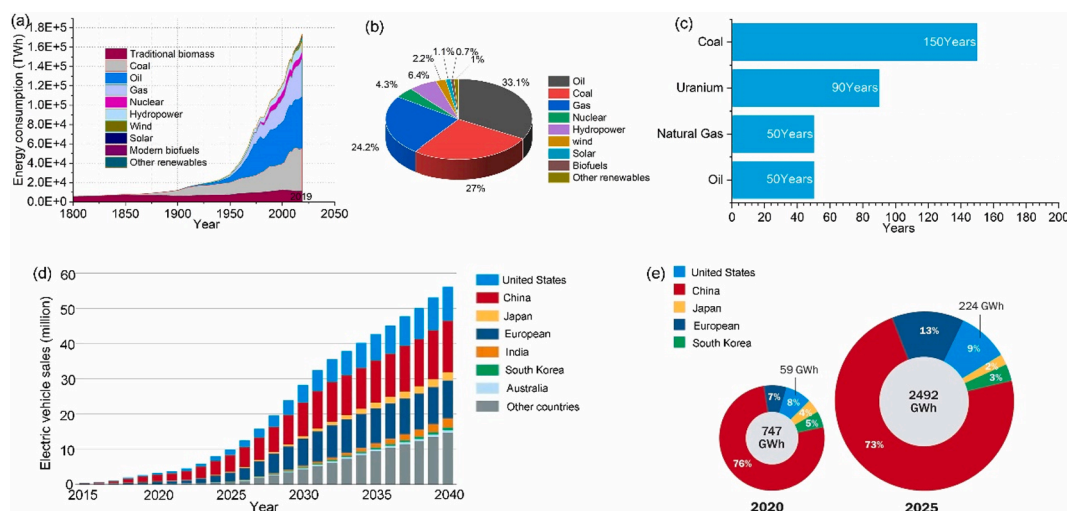 (a)
Energy consumption (TWh)
1.8E+5
1.6E+5
1.4E+5
1.2E+5
1.0E+5
8.0E+4
6.0E+4
4.0E+4
2.0E+4
0.0E+0
Traditional biomass
Coal
Oil
Gas
Nuclear
Hydropower
Wind
Solar
Modern biofuels
Other renewables
2019
1800 1850 1900 1950 2000 2050
Year
(b)
1.1% 0.7%
2.2% 1%
6.4% 33.1%
4.3%
24.2%
27%
Oil
Coal
Gas
Nuclear
Hydropower
wind
Solar
Biofuels
Other renewables
(c)
Coal 150Years
Uranium 90Years
Natural Gas 50Years
Oil 50Years
0 20 40 60 80 100 120 140 160 180 200
Years
(d)
Electric vehicle sales (million)
60
50
40
30
20
10
0
2015 2020 2025 2030 2035 2040
Year
United States
China
Japan
European
India
South Korea
Australia
Other countries
(e)
United States
China
Japan
European
South Korea
59 GWh
7% 8%
4%
5%
747
GWh
76%
2020
224 GWh
13%
9%
2%
3%
2492
GWh
73%
2025